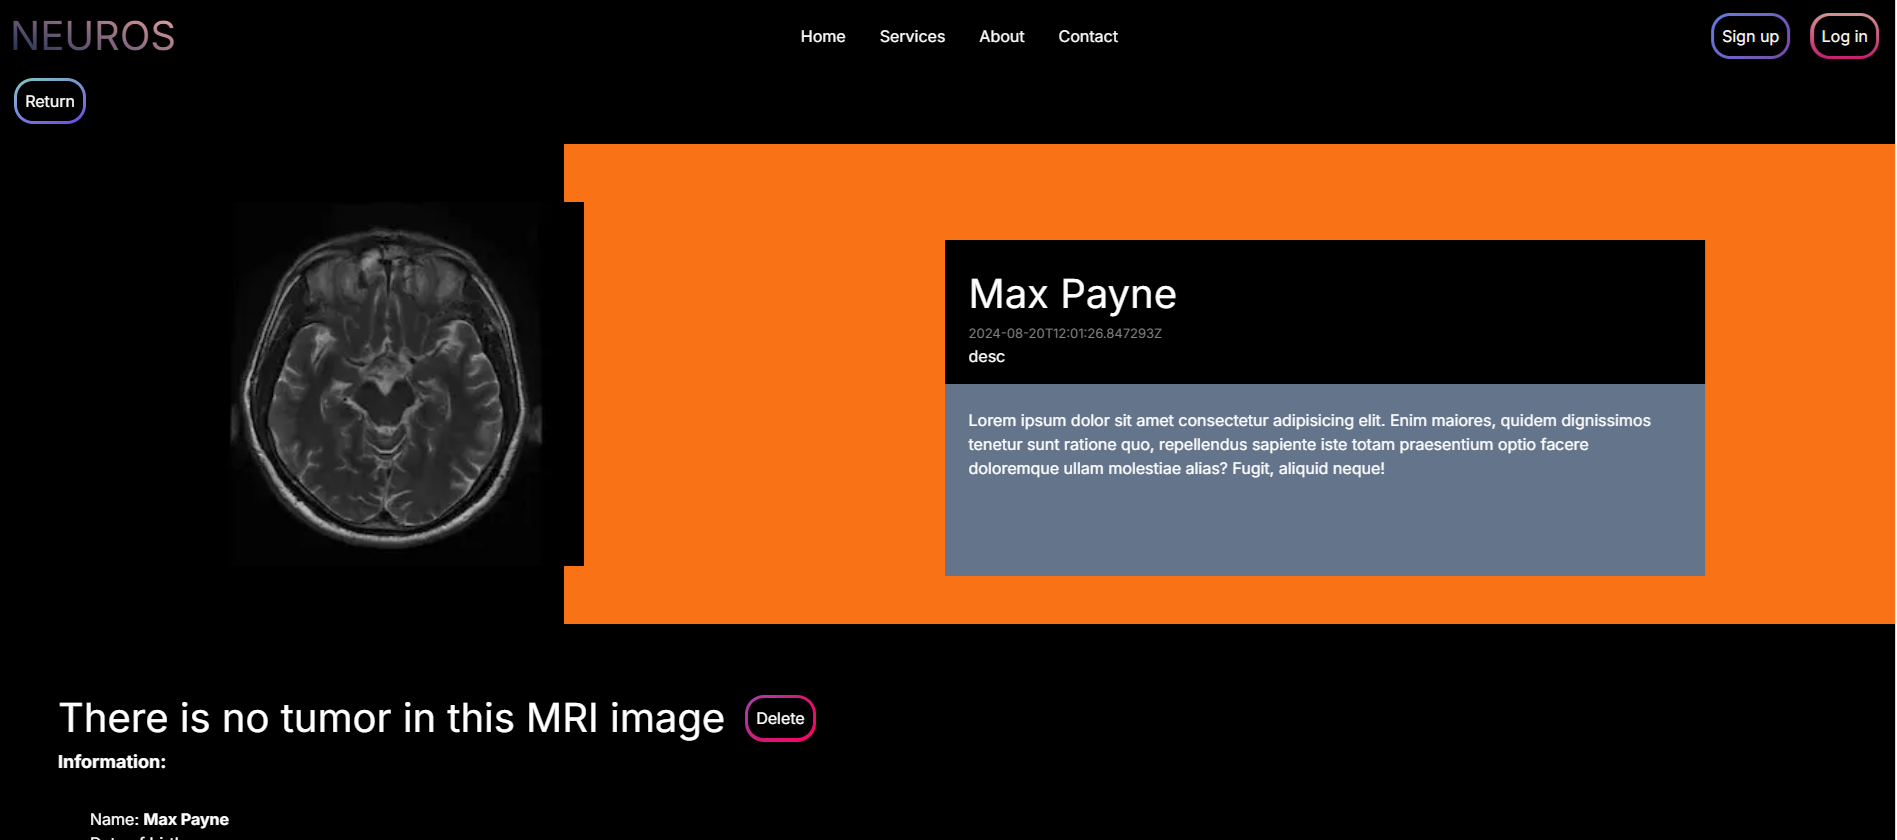 NEUROS
Home Services About Contact
Sign up Log in
Return
Max Payne
2024-08-20T12:01:26.847293Z
desc
Lorem ipsum dolor sit amet consectetur adipisicing elit. Enim maiores, quidem dignissimos
tenetur sunt ratione quo, repellendus sapiente iste totam praesentium optio facere
doloremque ullam molestiae alias? Fugit, aliquid neque!
There is no tumor in this MRI image Delete
Information:
Name: Max Payne